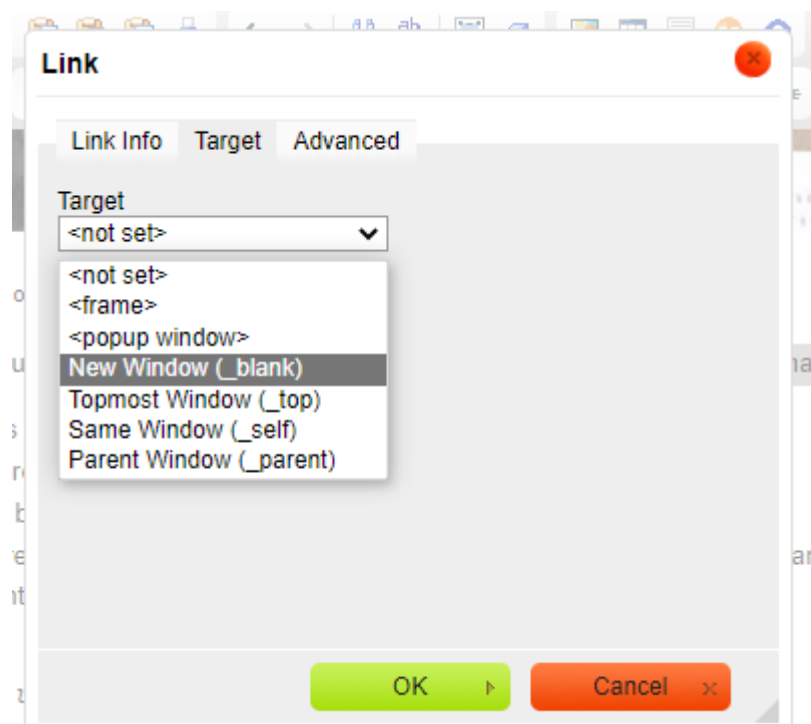 Link
Link Info Target Advanced
Target
<not set>
<not set>
<frame>
<popup window>
New Window (_blank)
Topmost Window (_top)
Same Window (_self)
Parent Window (_parent)
OK Cancel